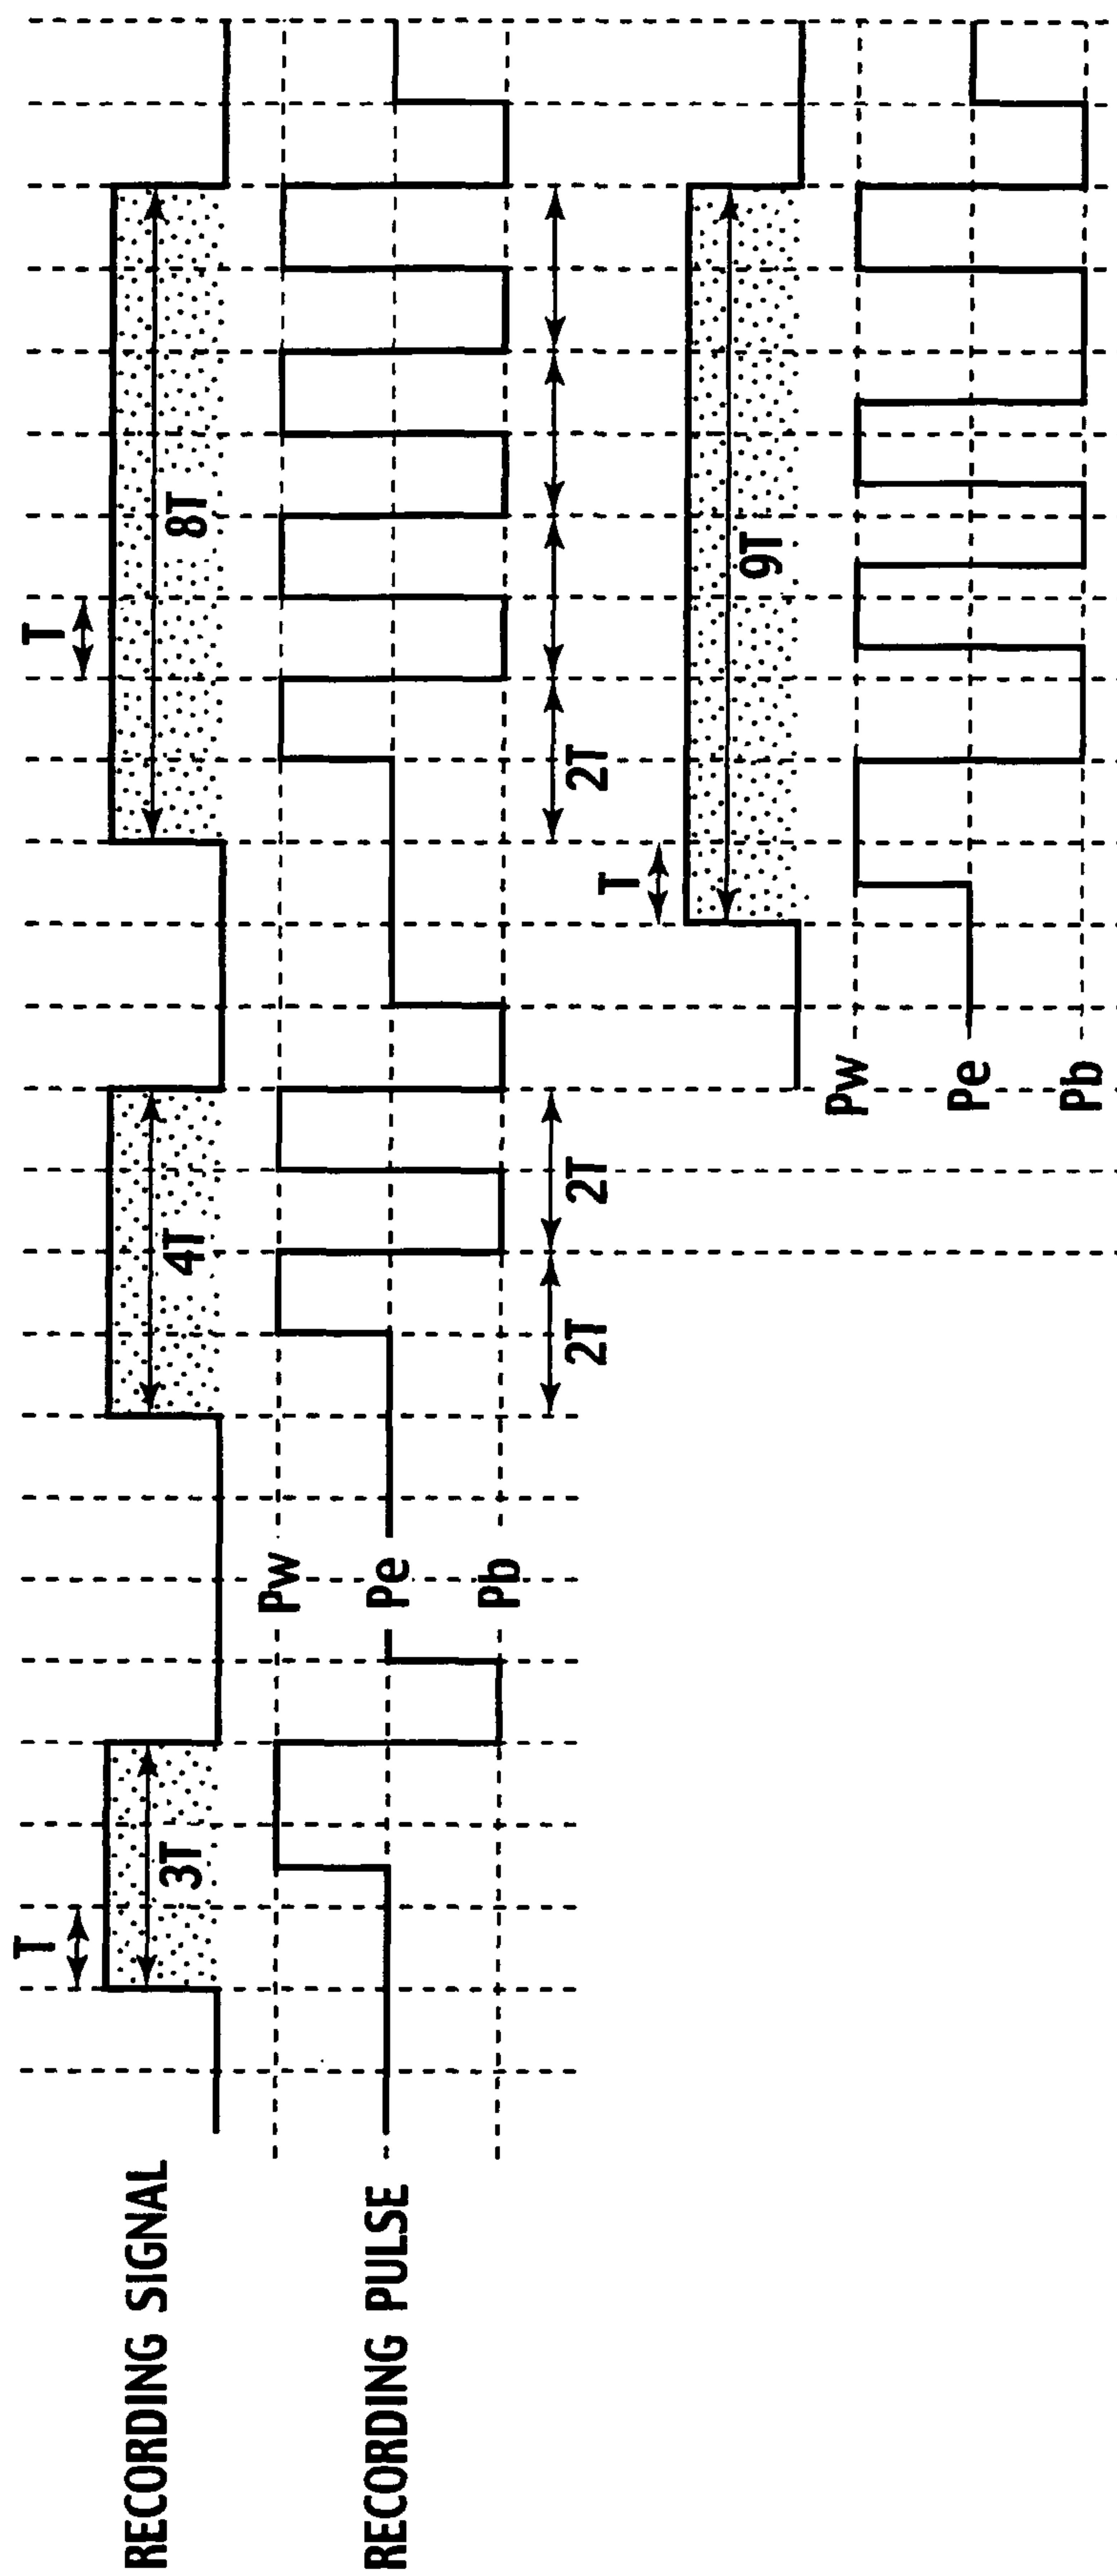 RECORDING SIGNAL
T
3T
4T
T
8T
RECORDING PULSE
Pw
Pe
Pb
2T
2T
2T
T
9T
Pw
Pe
Pb